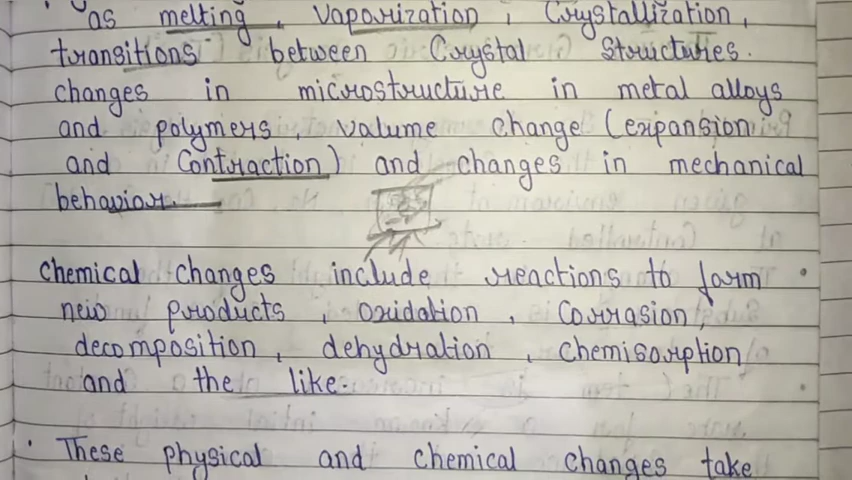 as melting, vaporization, Crystallization,
transitions between Crystal Structures.
changes in microstructure in metal alloys
and polymers, valume change (expansion
and Contraction) and changes in mechanical
behavior.
chemical changes include reactions to form
new products, oxidation, Corrasion,
decomposition, dehydration, chemisorption
and the like.
• These physical and chemical changes take